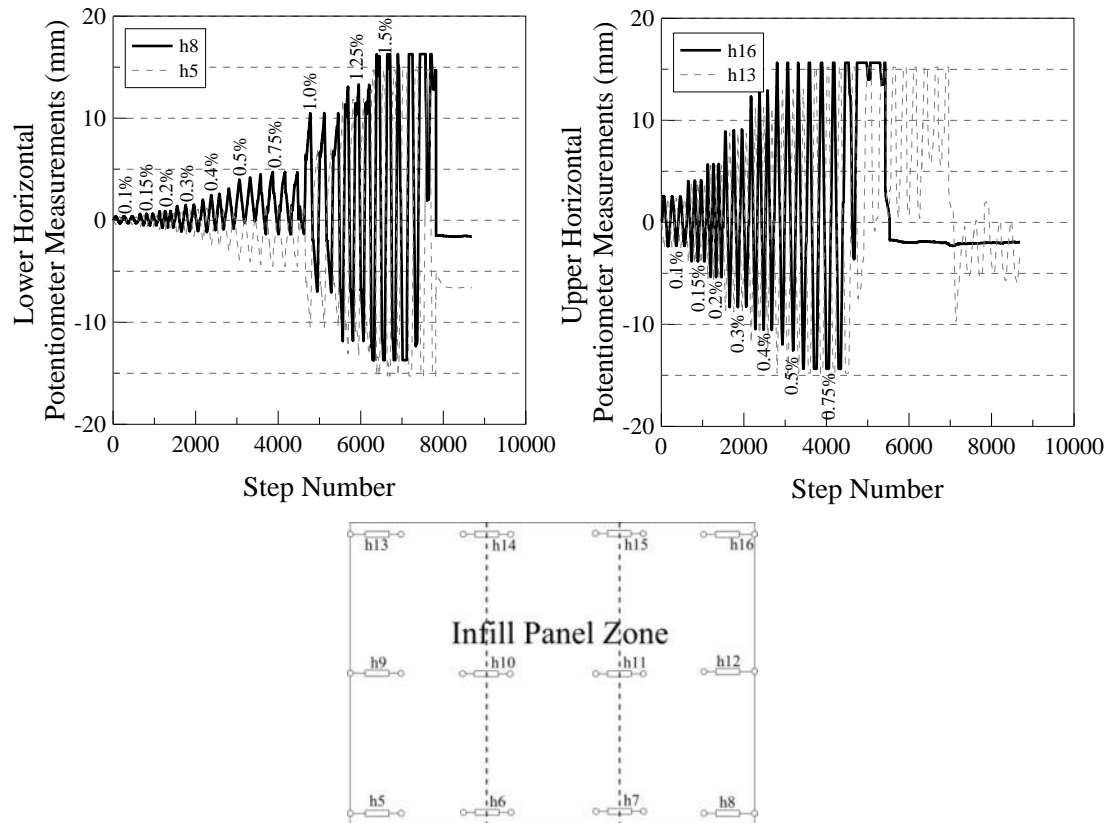 Lower Horizontal
Potentiometer Measurements (mm)
20
10
0
-10
-20
h8
h5
0.1%
0.15%
0.2%
0.3%
0.4%
0.5%
0.75%
1.0%
1.25%
1.5%
0 2000 4000 6000 8000 10000
Step Number
Upper Horizontal
Potentiometer Measurements (mm)
20
10
0
-10
-20
h16
h13
0.1%
0.15%
0.2%
0.3%
0.4%
0.5%
0.75%
0 2000 4000 6000 8000 10000
Step Number
h13 h14 h15 h16
Infill Panel Zone
h9 h10 h11 h12
h5 h6 h7 h8